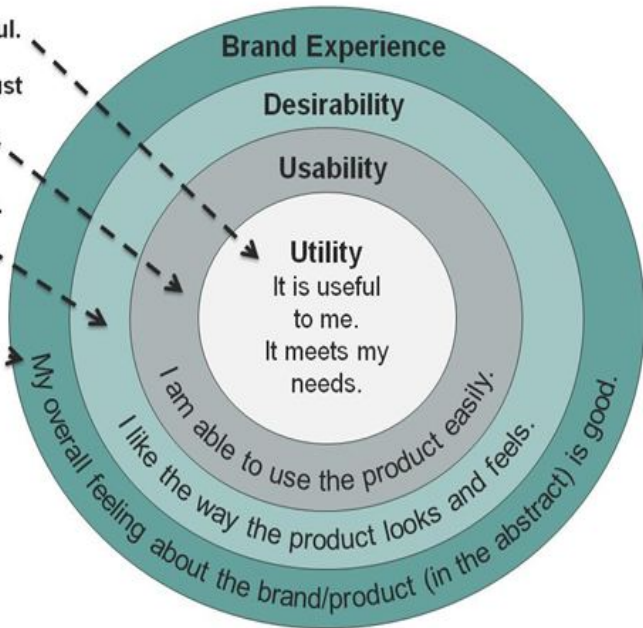 Brand Experience
Desirability
Usability
Utility
It is useful
to me.
It meets my
needs.
I am able to use the product easily.
I like the way the product looks and feels.
My overall feeling about the brand/product (in the abstract) is good.